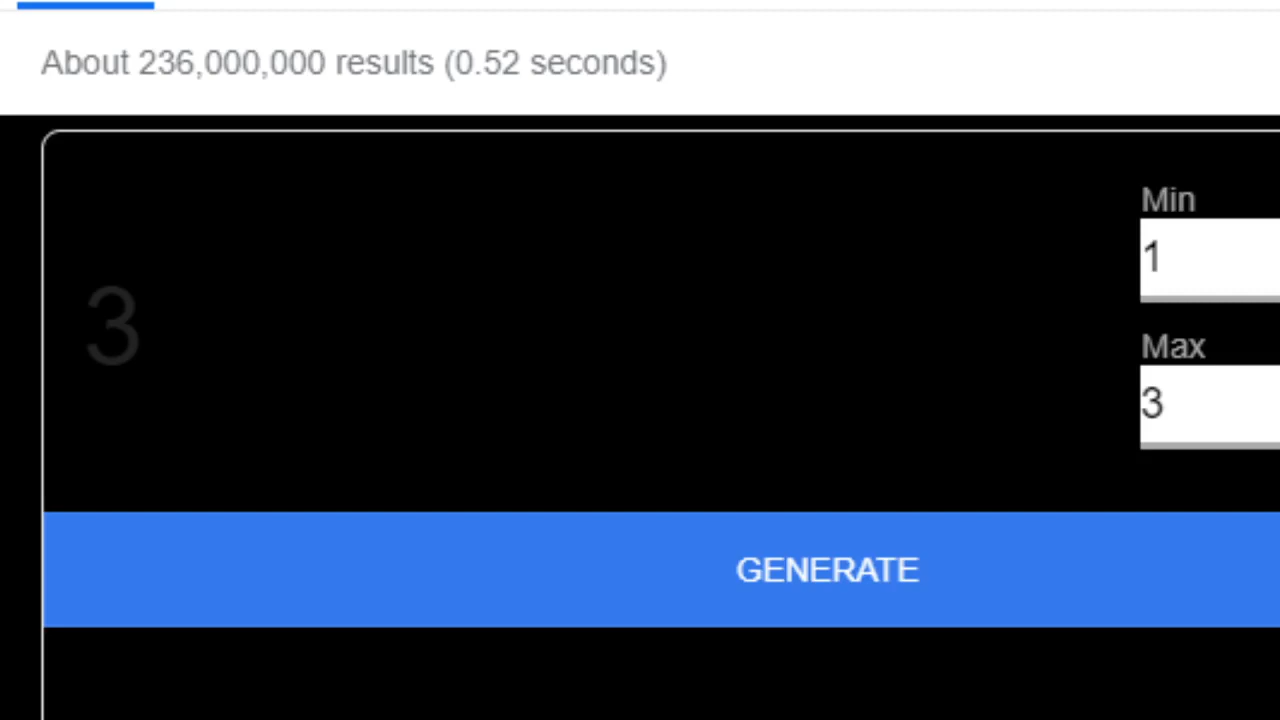 About 236,000,000 results (0.52 seconds)
Min
1
3
Max
3
GENERATE